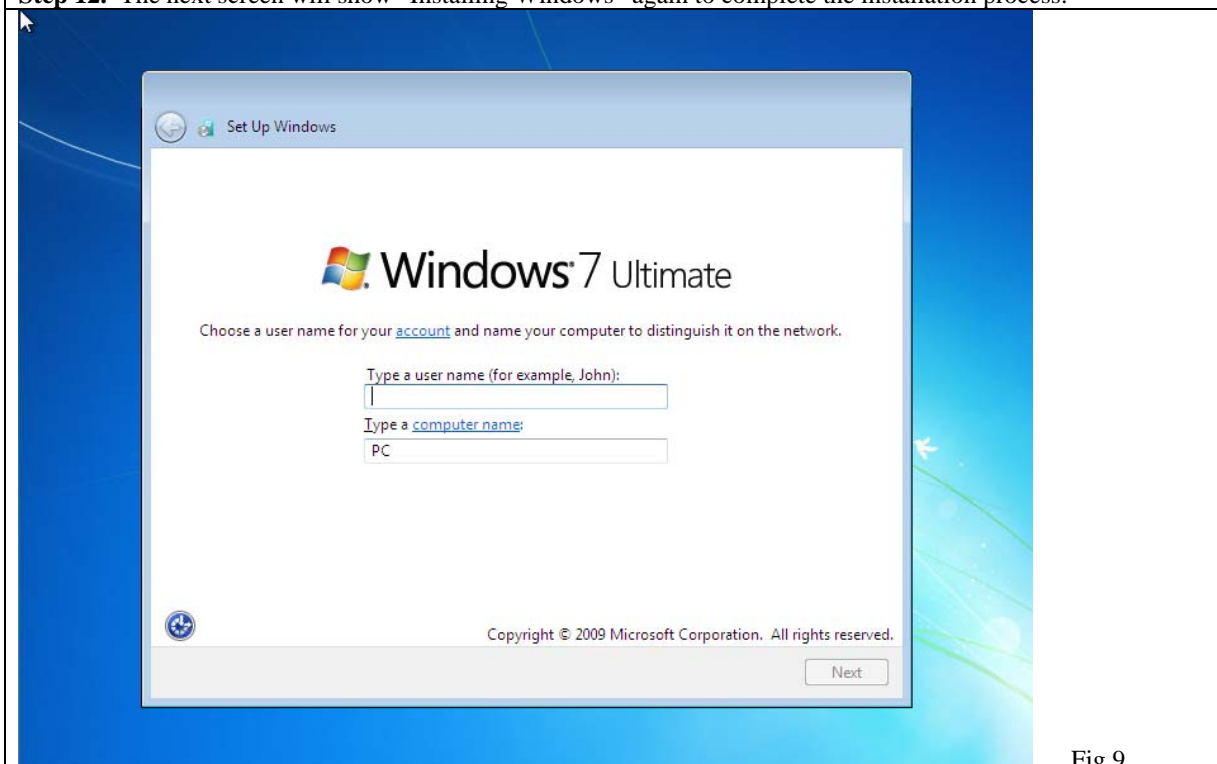 Step 12. The next screen will show "Installing Windows" again to complete the installation process.
Set Up Windows
Windows 7 Ultimate
Choose a user name for your account and name your computer to distinguish it on the network.
Type a user name (for example, John):
Type a computer name:
PC
Copyright © 2009 Microsoft Corporation. All rights reserved.
Next
Fig 9